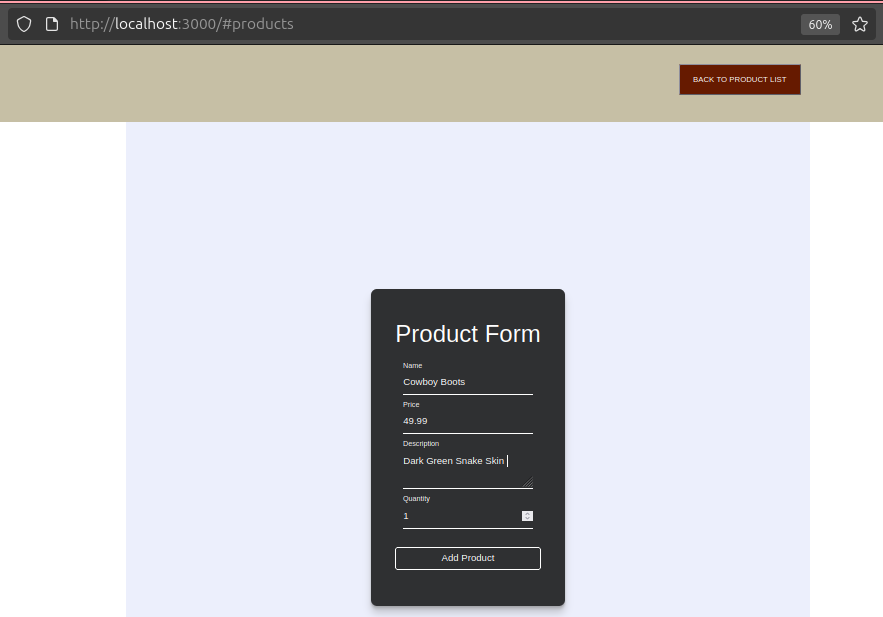 http://localhost:3000/#products
60%
BACK TO PRODUCT LIST
Product Form
Name
Cowboy Boots
Price
49.99
Description
Dark Green Snake Skin
Quantity
1
Add Product